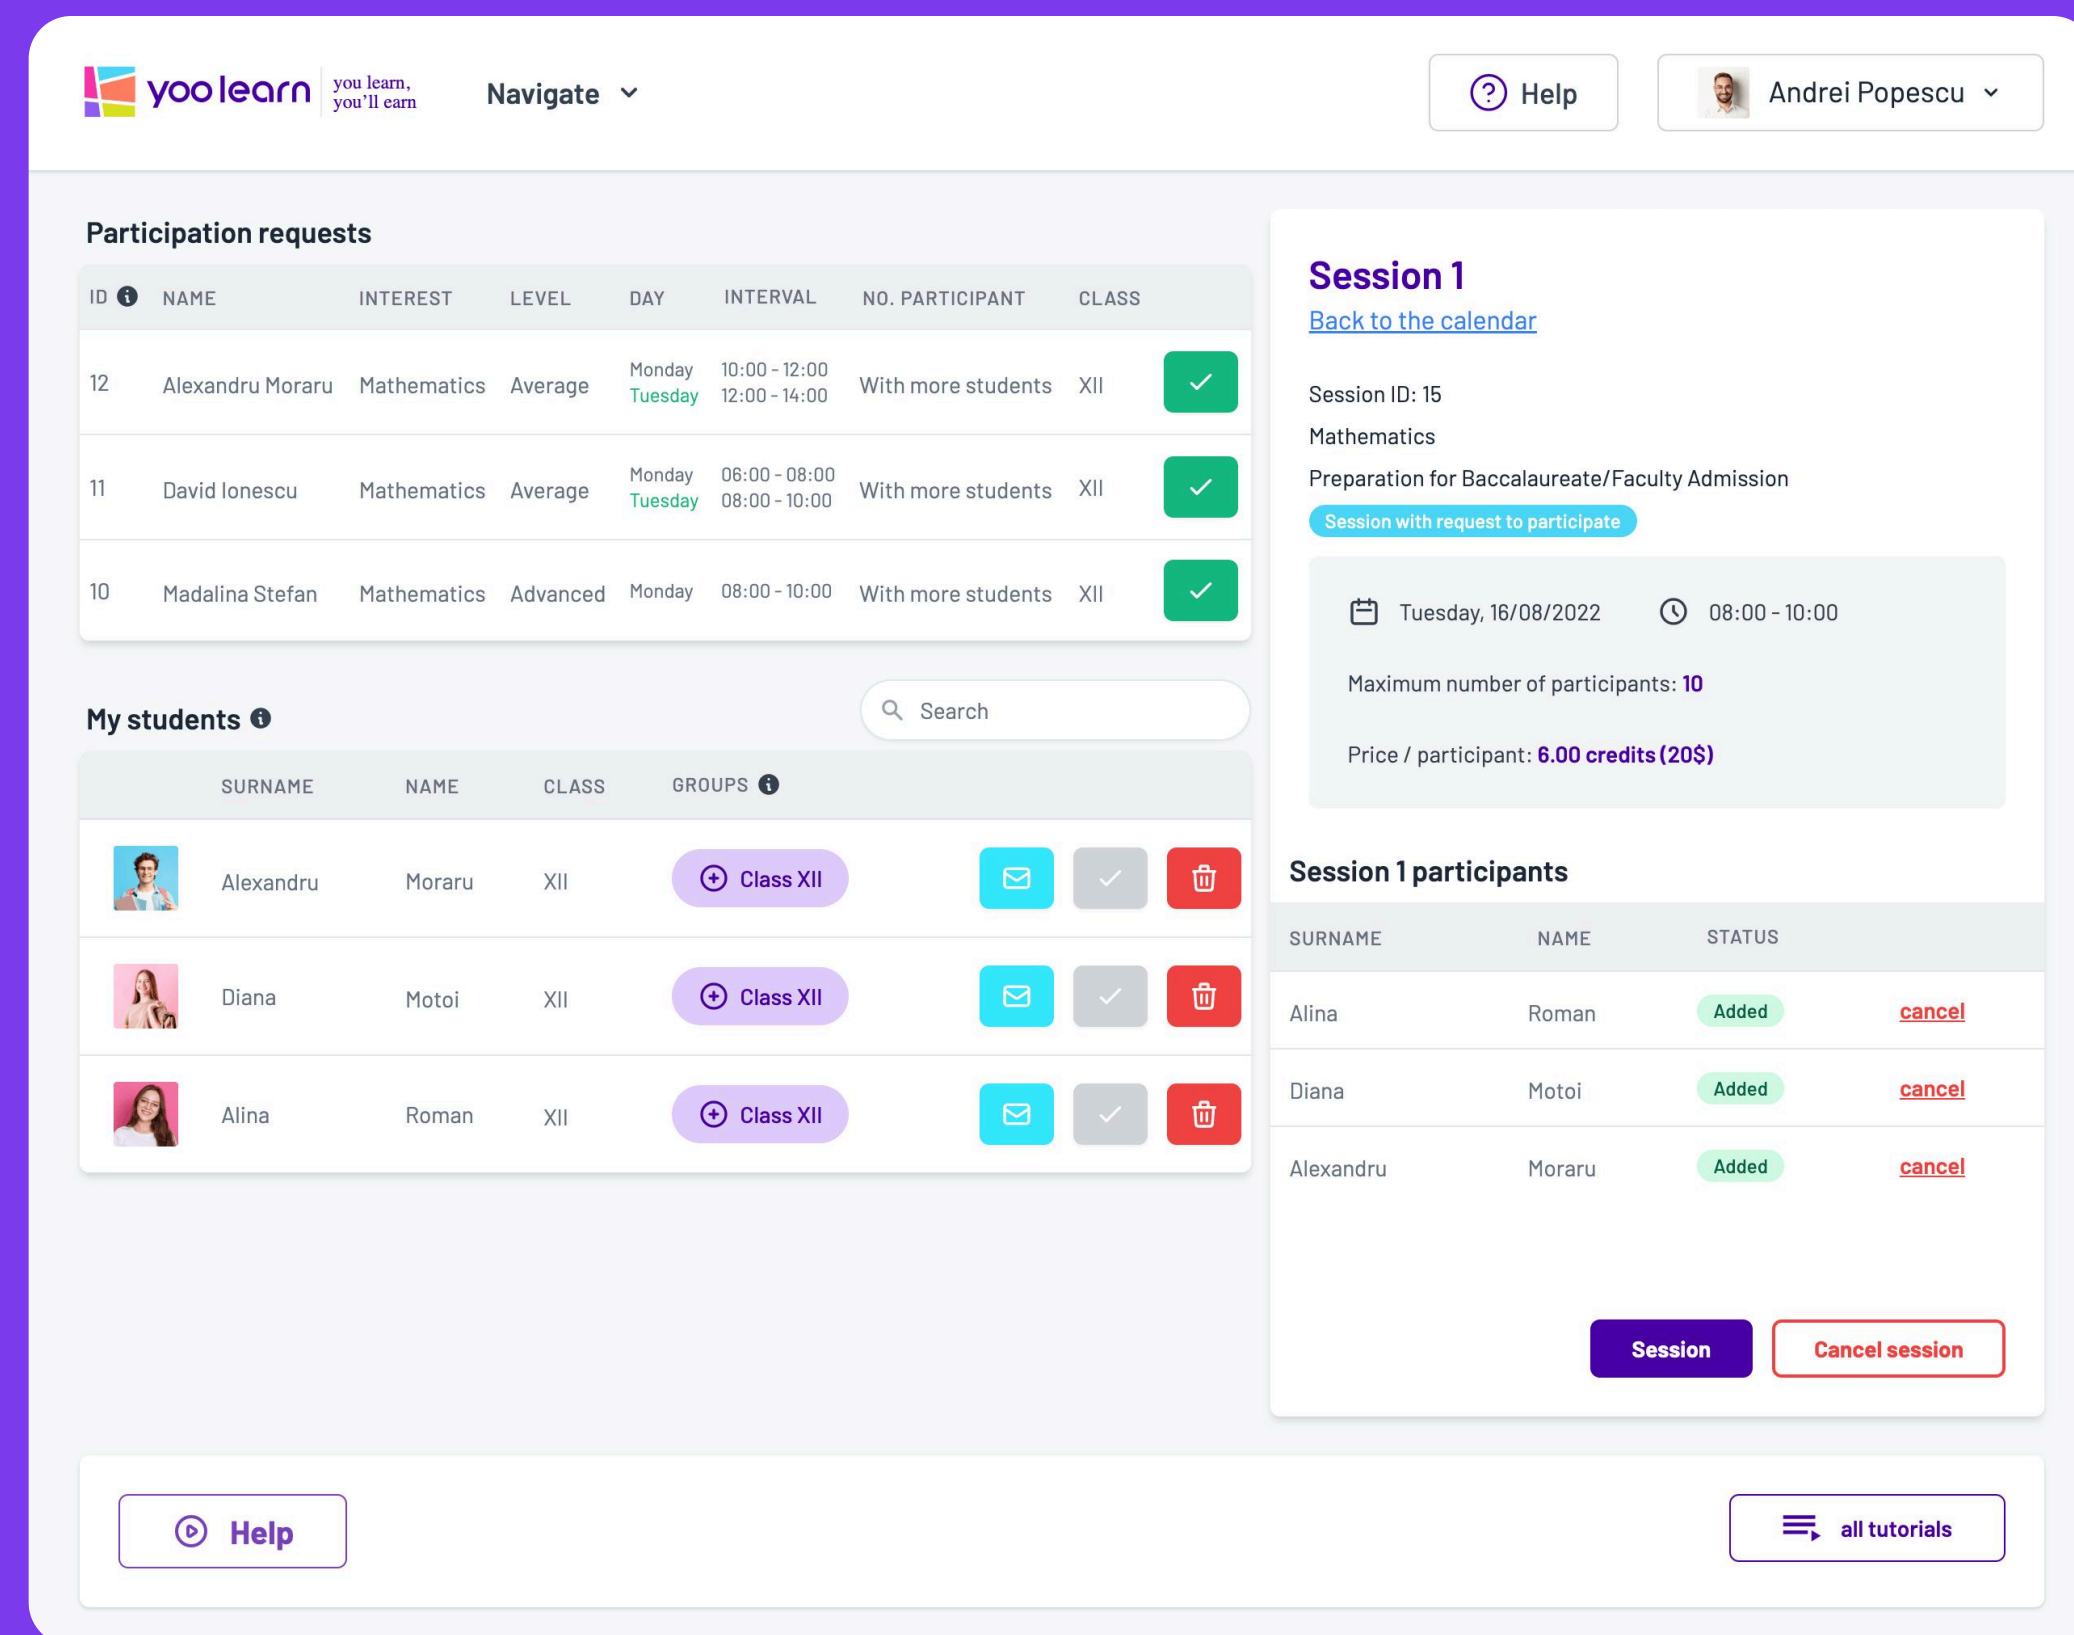 yoolearn
you learn,
you'll earn
Navigate
Help
Andrei Popescu
Participation requests
ID NAME INTEREST LEVEL DAY INTERVAL NO. PARTICIPANT CLASS
12 Alexandru Moraru Mathematics Average Monday 10:00 - 12:00 With more students XII
Tuesday 12:00 - 14:00
11 David Ionescu Mathematics Average Monday 06:00 - 08:00 With more students XII
Tuesday 08:00 - 10:00
10 Madalina Stefan Mathematics Advanced Monday 08:00 - 10:00 With more students XII
My students
Search
SURNAME NAME CLASS GROUPS
Alexandru Moraru XII Class XII
Diana Motoi XII Class XII
Alina Roman XII Class XII
Session 1
Back to the calendar
Session ID: 15
Mathematics
Preparation for Baccalaureate/Faculty Admission
Session with request to participate
Tuesday, 16/08/2022 08:00 - 10:00
Maximum number of participants: 10
Price / participant: 6.00 credits (20$)
Session 1 participants
SURNAME NAME STATUS
Alina Roman Added cancel
Diana Motoi Added cancel
Alexandru Moraru Added cancel
Session Cancel session
Help
all tutorials